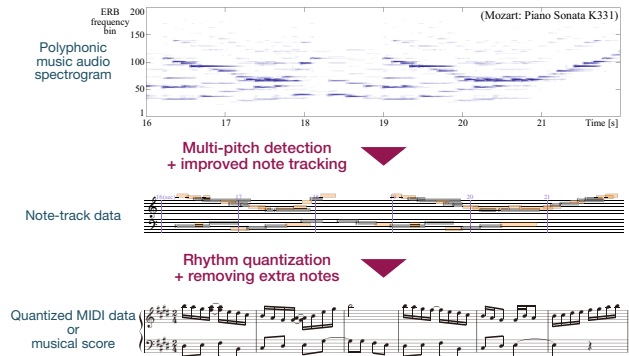 ERB
frequency
bin
200
150
100
50
1
(Mozart: Piano Sonata K331)
Polyphonic
music audio
spectrogram
16
17
18
19
20
21
Time [s]
Multi-pitch detection
+ improved note tracking
Note-track data
17
20
21
Rhythm quantization
+ removing extra notes
Quantized MIDI data
or
musical score
2
4